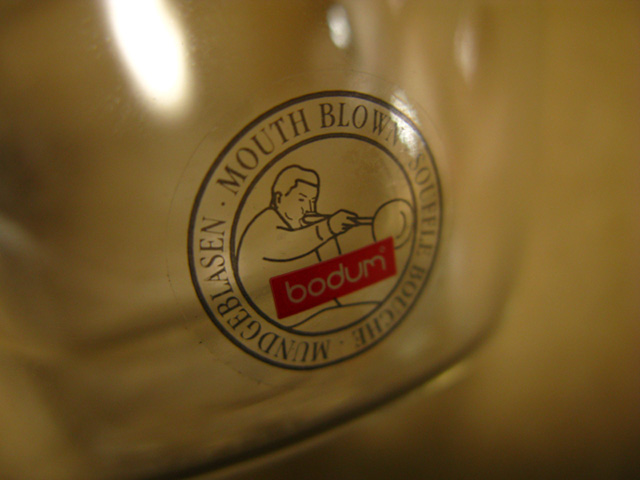 MOUTH BLOWN · SOUFFLE BOUCHE · MUNDGEBLASEN ·
bodum®